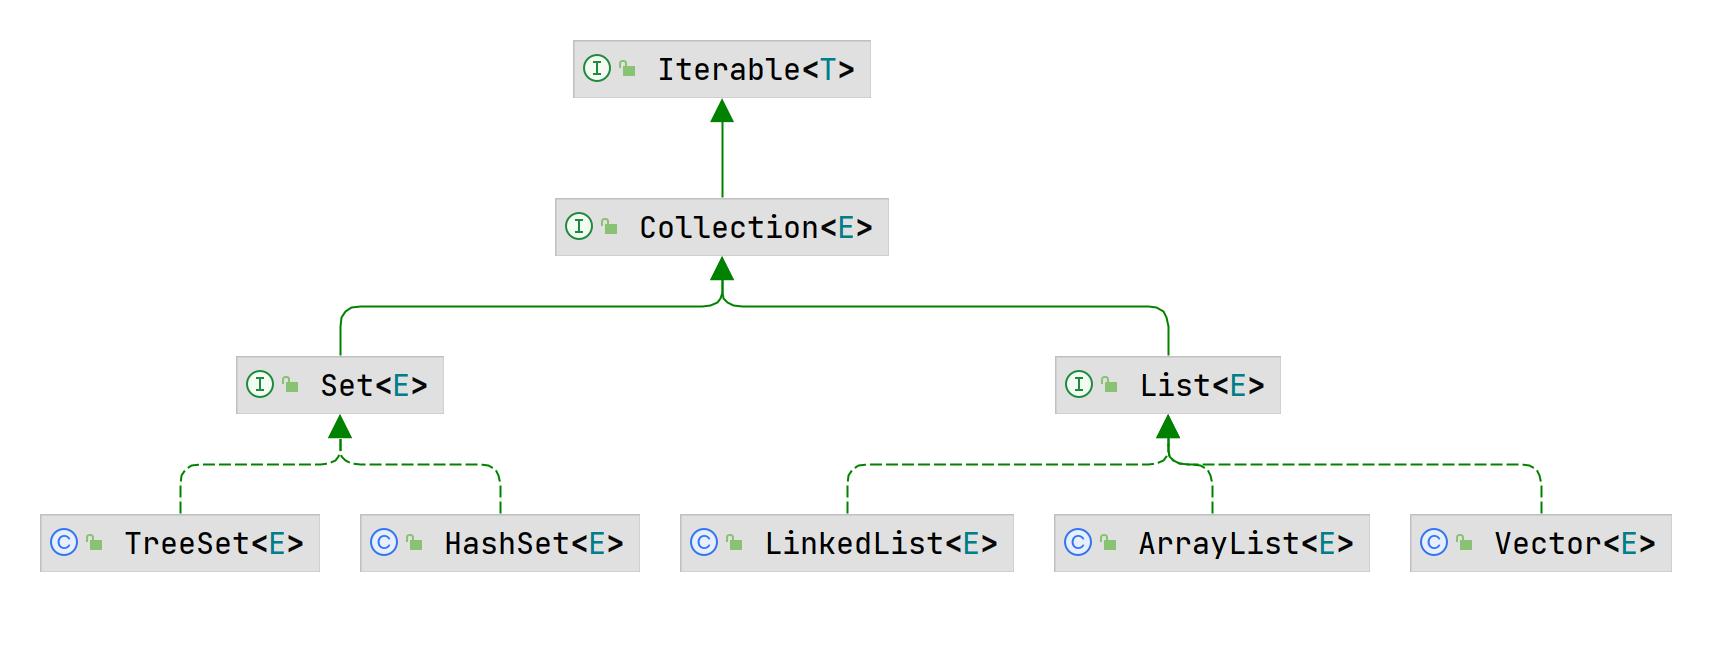 I Iterable<T>
I Collection<E>
I Set<E>
I List<E>
C TreeSet<E>
C HashSet<E>
C LinkedList<E>
C ArrayList<E>
C Vector<E>